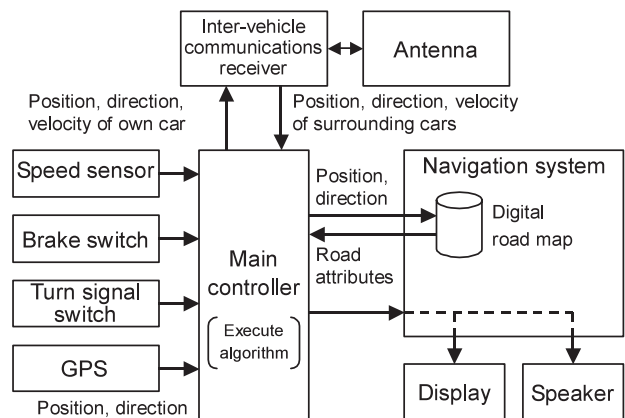 Inter-vehicle
communications
receiver
Antenna
Position, direction,
velocity of own car
Position, direction, velocity
of surrounding cars
Speed sensor
Brake switch
Turn signal
switch
GPS
Position, direction
Main
controller
Execute
algorithm
Position,
direction
Road
attributes
Navigation system
Digital
road map
Display
Speaker